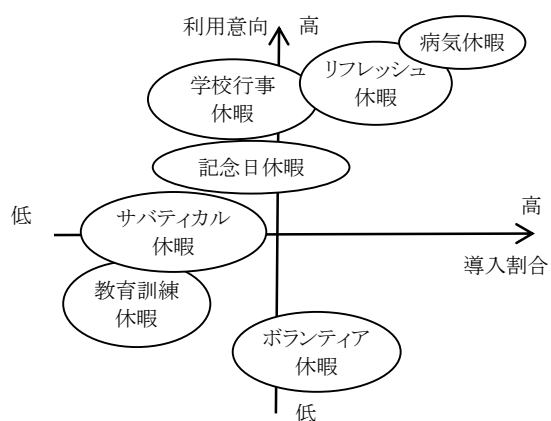 利用意向
高
病気休暇
リフレッシュ
休暇
学校行事
休暇
記念日休暇
低
高
サバティカル
休暇
導入割合
教育訓練
休暇
ボランティア
休暇
低